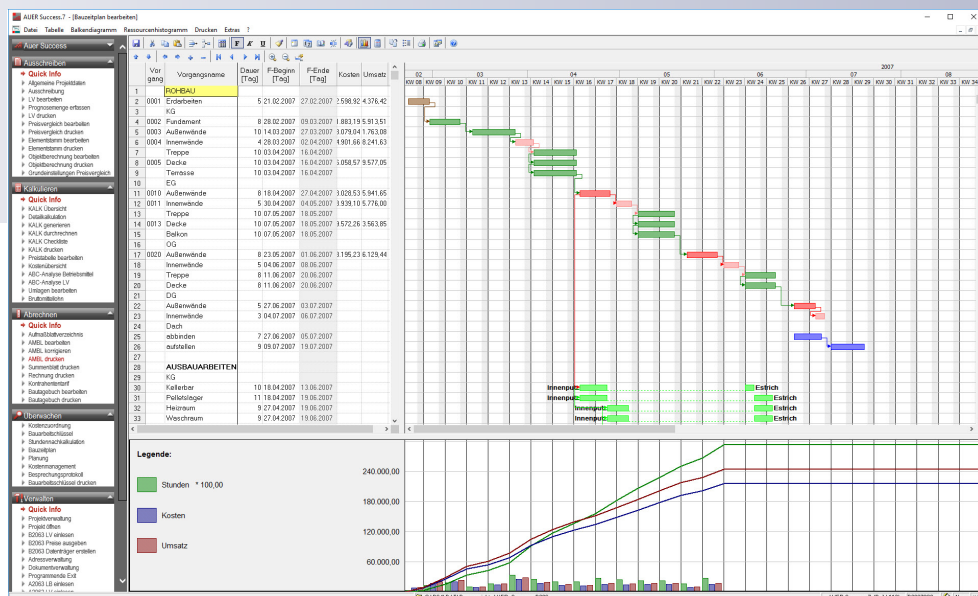 AUER Success.7 - [Bauzeitplan bearbeiten]
Datei Tabelle Balkendiagramm Ressourcenhistogramm Drucken Extras ?
Auer Success
Ausschreiben
Quick Info
Allgemeine Projektdaten
Ausschreibung
LV bearbeiten
Prognosemenge erfassen
LV drucken
Preisvergleich bearbeiten
Preisvergleich drucken
Elementstamm bearbeiten
Elementstamm drucken
Objektberechnung bearbeiten
Objektberechnung drucken
Grundeinstellungen Preisvergleich
Kalkulieren
Quick Info
KALK Übersicht
Detailkalkulation
KALK generieren
KALK durchrechnen
KALK Checkliste
KALK drucken
Preistabelle bearbeiten
Kostenübersicht
ABC-Analyse Betriebsmittel
ABC-Analyse LV
Umlagen bearbeiten
Bruttomittellohn
Abrechnen
Quick Info
Aufmaßblattverzeichnis
AMBL bearbeiten
AMBL korrigieren
AMBL drucken
Summenblatt drucken
Rechnung drucken
Kontrahententarif
Bautagebuch bearbeiten
Bautagebuch drucken
Überwachen
Kostenzuordnung
Bauarbeitschlüssel
Stundennachkalkulation
Bauzeitplan
Planung
Kostenmanagement
Besprechungsprotokoll
Bauarbeitschlüssel drucken
Verwalten
Quick Info
Projektverwaltung
Projekt öffnen
B2063 LV einlesen
B2063 Preise ausgeben
B2063 Datenträger erstellen
Adressverwaltung
Dokumentverwaltung
Programmende Exit
A2063 LB einlesen
Vor gang Vorgangsname Dauer [Tag] F-Beginn [Tag] F-Ende [Tag] Kosten Umsatz
1 ROHBAU
2 0001 Erdarbeiten 5 21.02.2007 27.02.2007 2.598,92 4.376,42
3 KG
4 0002 Fundament 8 28.02.2007 09.03.2007 1.883,19 5.913,51
5 0003 Außenwände 10 14.03.2007 27.03.2007 3.079,04 1.763,08
6 0004 Innenwände 4 28.03.2007 02.04.2007 4.901,66 8.241,63
7 Treppe 10 03.04.2007 16.04.2007
8 0005 Decke 10 03.04.2007 16.04.2007 5.058,57 9.577,05
9 Terrasse 10 03.04.2007 16.04.2007
10 EG
11 0010 Außenwände 8 18.04.2007 27.04.2007 3.028,53 5.941,65
12 0011 Innenwände 5 30.04.2007 04.05.2007 3.939,10 5.776,00
13 Treppe 10 07.05.2007 18.05.2007
14 0013 Decke 10 07.05.2007 18.05.2007 3.572,26 3.563,85
15 Balkon 10 07.05.2007 18.05.2007
16 OG
17 0020 Außenwände 8 23.05.2007 01.06.2007 3.195,23 6.129,44
18 Innenwände 5 04.06.2007 08.06.2007
19 Treppe 8 11.06.2007 20.06.2007
20 Decke 8 11.06.2007 20.06.2007
21 DG
22 Außenwände 5 27.06.2007 03.07.2007
23 Innenwände 3 04.07.2007 06.07.2007
24 Dach
25 abbinden 7 27.06.2007 05.07.2007
26 aufstellen 9 09.07.2007 19.07.2007
27
28 AUSBAUARBEITEN
29 KG
30 Kellerbar 10 18.04.2007 13.06.2007
31 Pelletslager 11 18.04.2007 19.06.2007
32 Heizraum 9 27.04.2007 19.06.2007
33 Waschraum 9 27.04.2007 19.06.2007
2007
02 03 04 05 06 07 08
KW 08 KW 09 KW 10 KW 11 KW 12 KW 13 KW 14 KW 15 KW 16 KW 17 KW 18 KW 19 KW 20 KW 21 KW 22 KW 23 KW 24 KW 25 KW 26 KW 27 KW 28 KW 29 KW 30 KW 31 KW 32 KW 33 KW 34
Innenputz Estrich
Innenputz Estrich
Innenputz Estrich
Innenputz Estrich
Legende:
Stunden * 100,00
Kosten
Umsatz
240.000,00
180.000,00
120.000,00
60.000,00